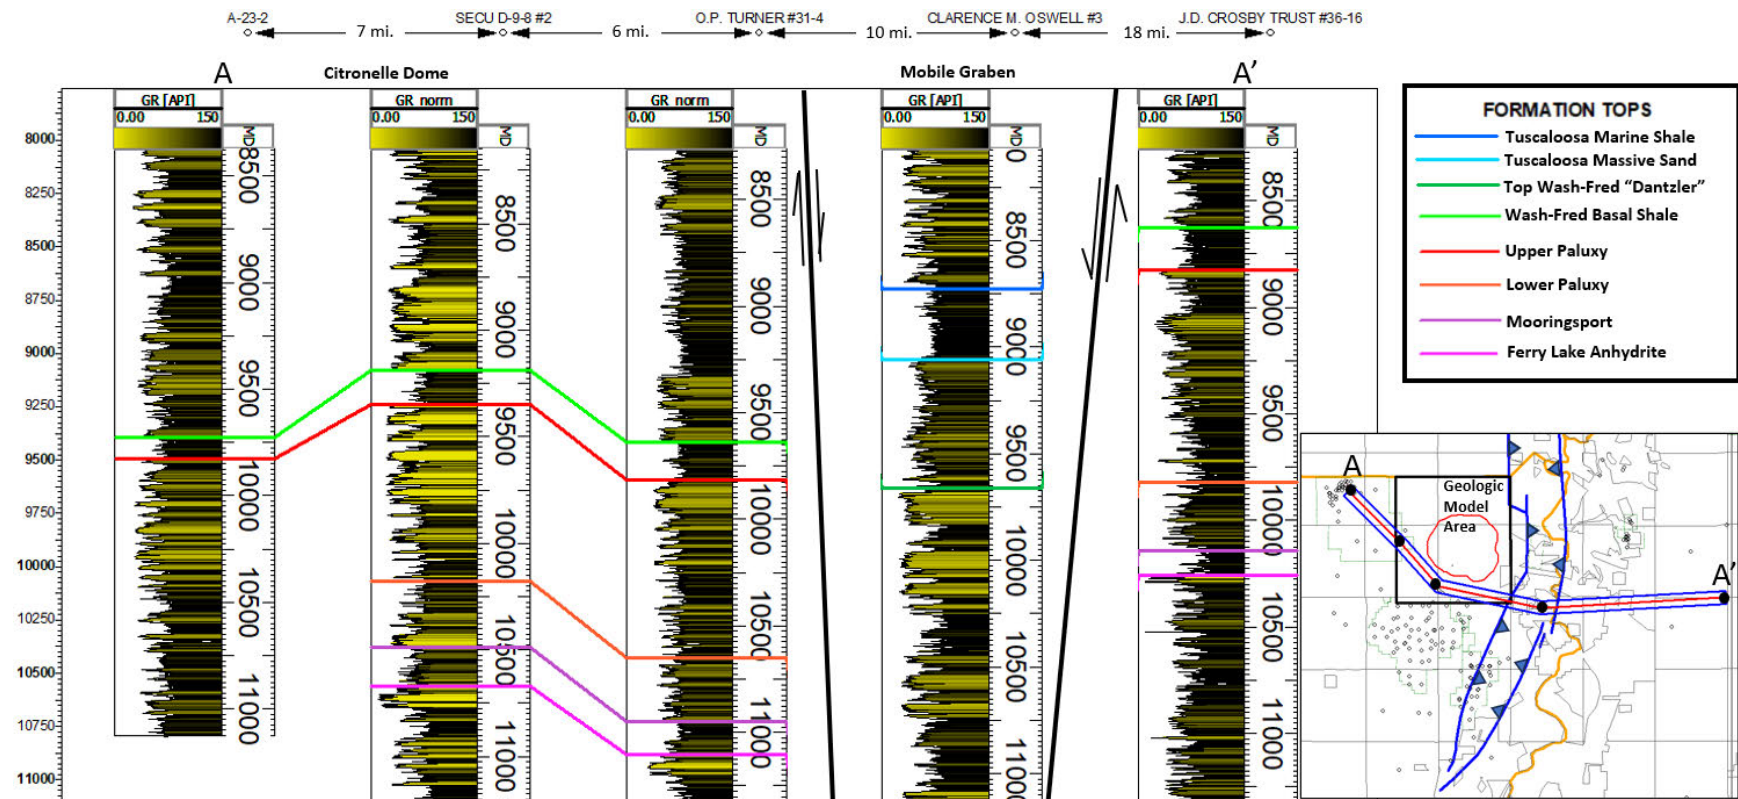 A-23-2 SECU D-9-8 #2 O.P. TURNER #31-4 CLARENCE M. OSWELL #3 J.D. CROSBY TRUST #36-16
7 mi. 6 mi. 10 mi. 18 mi.
A Citronelle Dome Mobile Graben A’
GR [API] GR norm GR norm GR [API] GR [API]
0.00 150 0.00 150 0.00 150 0.00 150 0.00 150
MD MD MD MD MD
8000
8250
8500
8750
9000
9250
9500
9750
10000
10250
10500
10750
11000
8500
9000
9500
10000
10500
11000
8500
9000
9500
10000
10500
11000
8500
9000
9500
10000
10500
11000
0
8500
9000
9500
10000
10500
11000
8500
9000
9500
10000
10500
11000
FORMATION TOPS
Tuscaloosa Marine Shale
Tuscaloosa Massive Sand
Top Wash-Fred “Dantzler”
Wash-Fred Basal Shale
Upper Paluxy
Lower Paluxy
Mooringsport
Ferry Lake Anhydrite
A
Geologic
Model
Area
A’